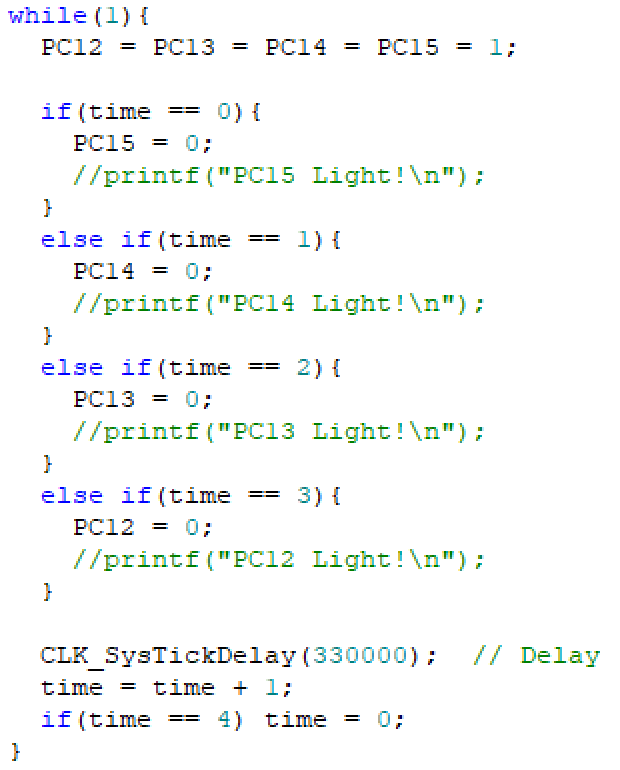 while(1){
PC12 = PC13 = PC14 = PC15 = 1;
if(time == 0){
PC15 = 0;
//printf("PC15 Light!\n");
}
else if(time == 1){
PC14 = 0;
//printf("PC14 Light!\n");
}
else if(time == 2){
PC13 = 0;
//printf("PC13 Light!\n");
}
else if(time == 3){
PC12 = 0;
//printf("PC12 Light!\n");
}
CLK_SysTickDelay(330000);  // Delay
time = time + 1;
if(time == 4) time = 0;
}